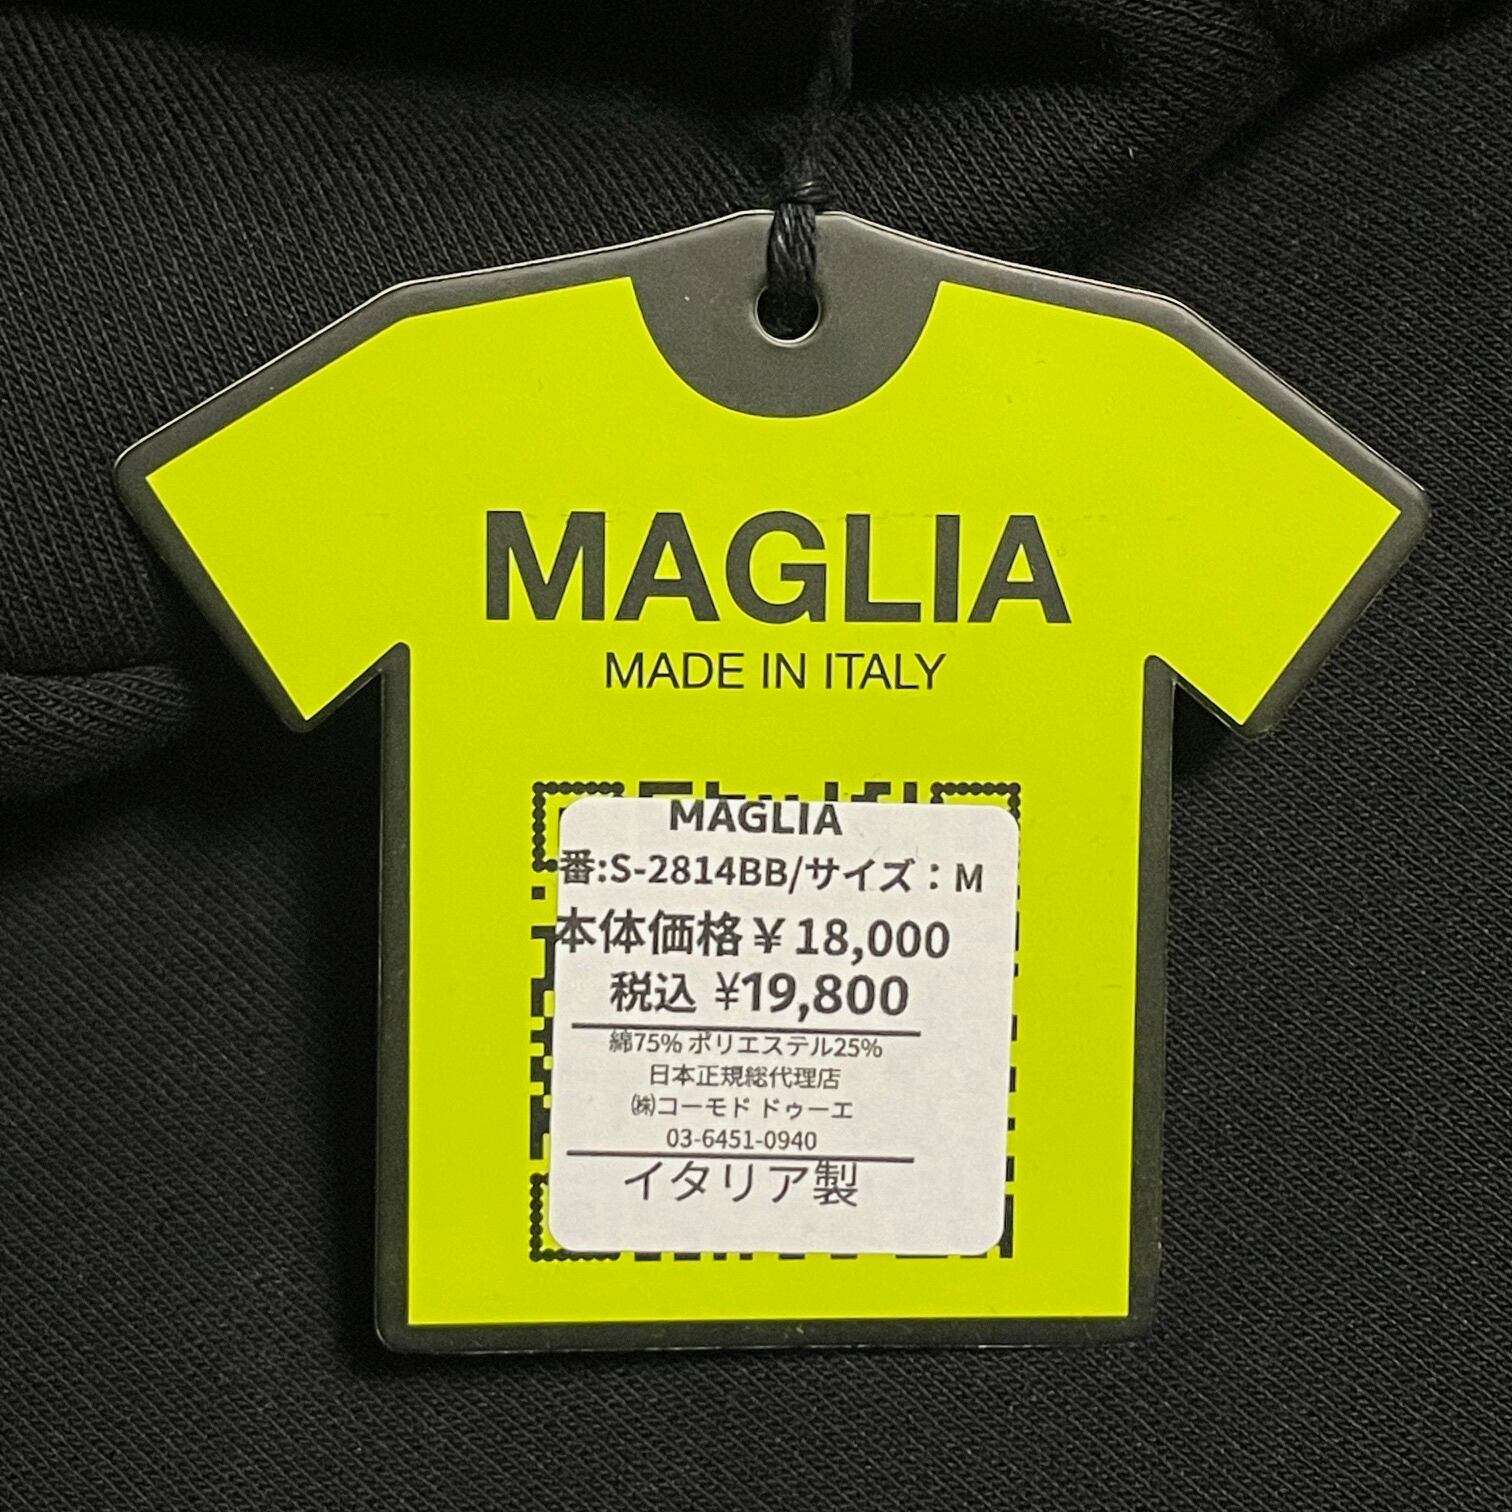 MAGLIA
MADE IN ITALY
MAGLIA
番:S-2814BB/サイズ：M
本体価格￥18,000
税込 ¥19,800
綿75% ポリエステル25%
日本正規総代理店
㈱コーモド ドゥーエ
03-6451-0940
イタリア製